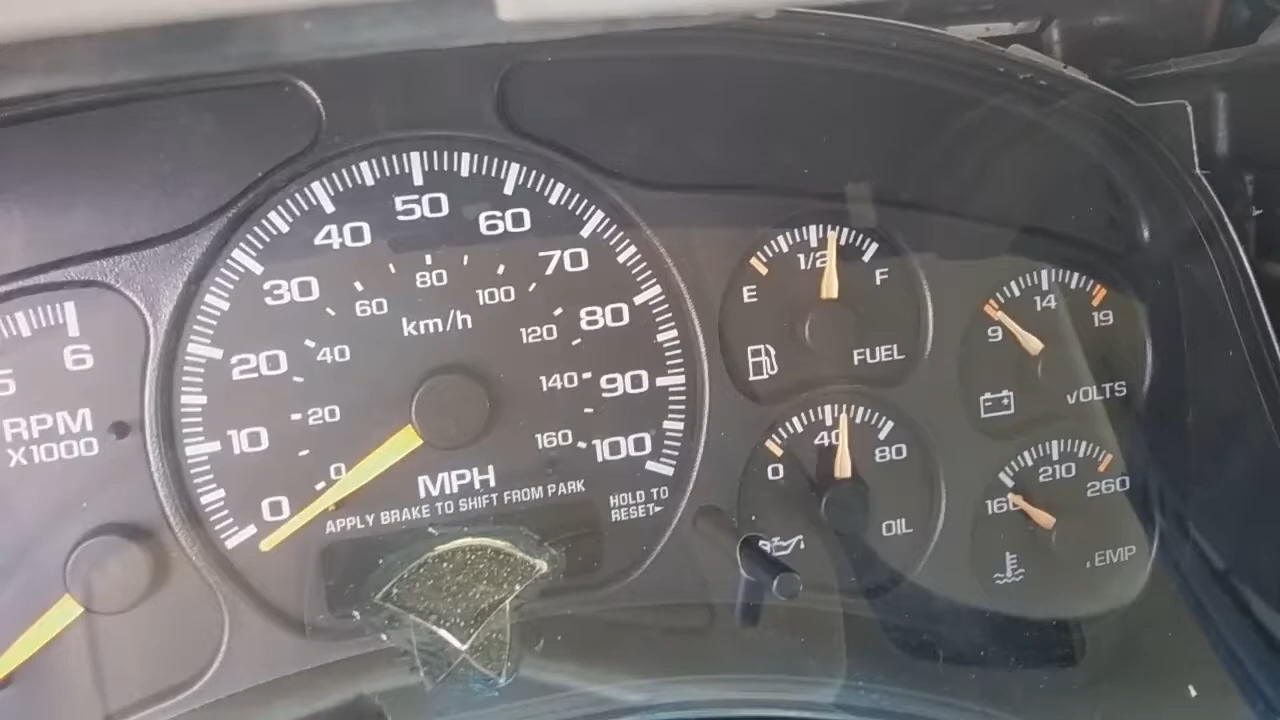 5
6
RPM
X1000
0
10
20
30
40
50
60
70
80
90
100
0
20
40
60
80
100
120
140
160
km/h
MPH
APPLY BRAKE TO SHIFT FROM PARK
HOLD TO
RESET
E
1/2
F
FUEL
0
40
80
OIL
9
14
19
VOLTS
160
210
260
EMP